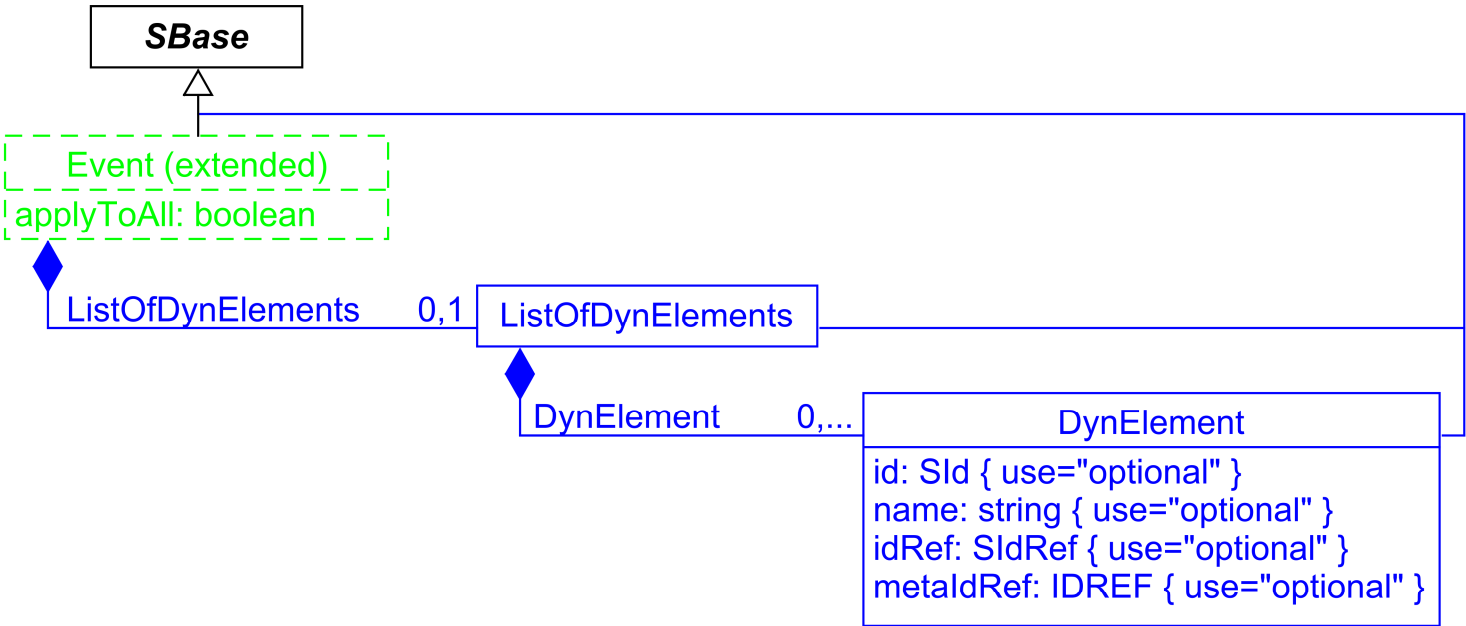 SBase
Event (extended)
applyToAll: boolean
ListOfDynElements 0,1
ListOfDynElements
DynElement 0,...
DynElement
id: SId { use="optional" }
name: string { use="optional" }
idRef: SIdRef { use="optional" }
metaIdRef: IDREF { use="optional" }